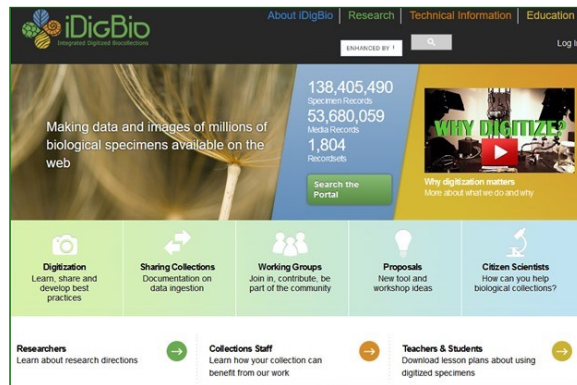 About iDigBio Research Technical Information Education
iDigBio
Integrated Digitized Biocollections
ENHANCED BY
Log In
Making data and images of millions of
biological specimens available on the
web
138,405,490
Specimen Records
53,680,059
Media Records
1,804
Recordsets
Search the
Portal
WHY DIGITIZE?
Why digitization matters
More about what we do and why
Digitization
Learn, share and
develop best
practices
Sharing Collections
Documentation on
data ingestion
Working Groups
Join in, contribute, be
part of the community
Proposals
New tool and
workshop ideas
Citizen Scientists
How can you help
biological collections?
Researchers
Learn about research directions
Collections Staff
Learn how your collection can
benefit from our work
Teachers & Students
Download lesson plans about using
digitized specimens